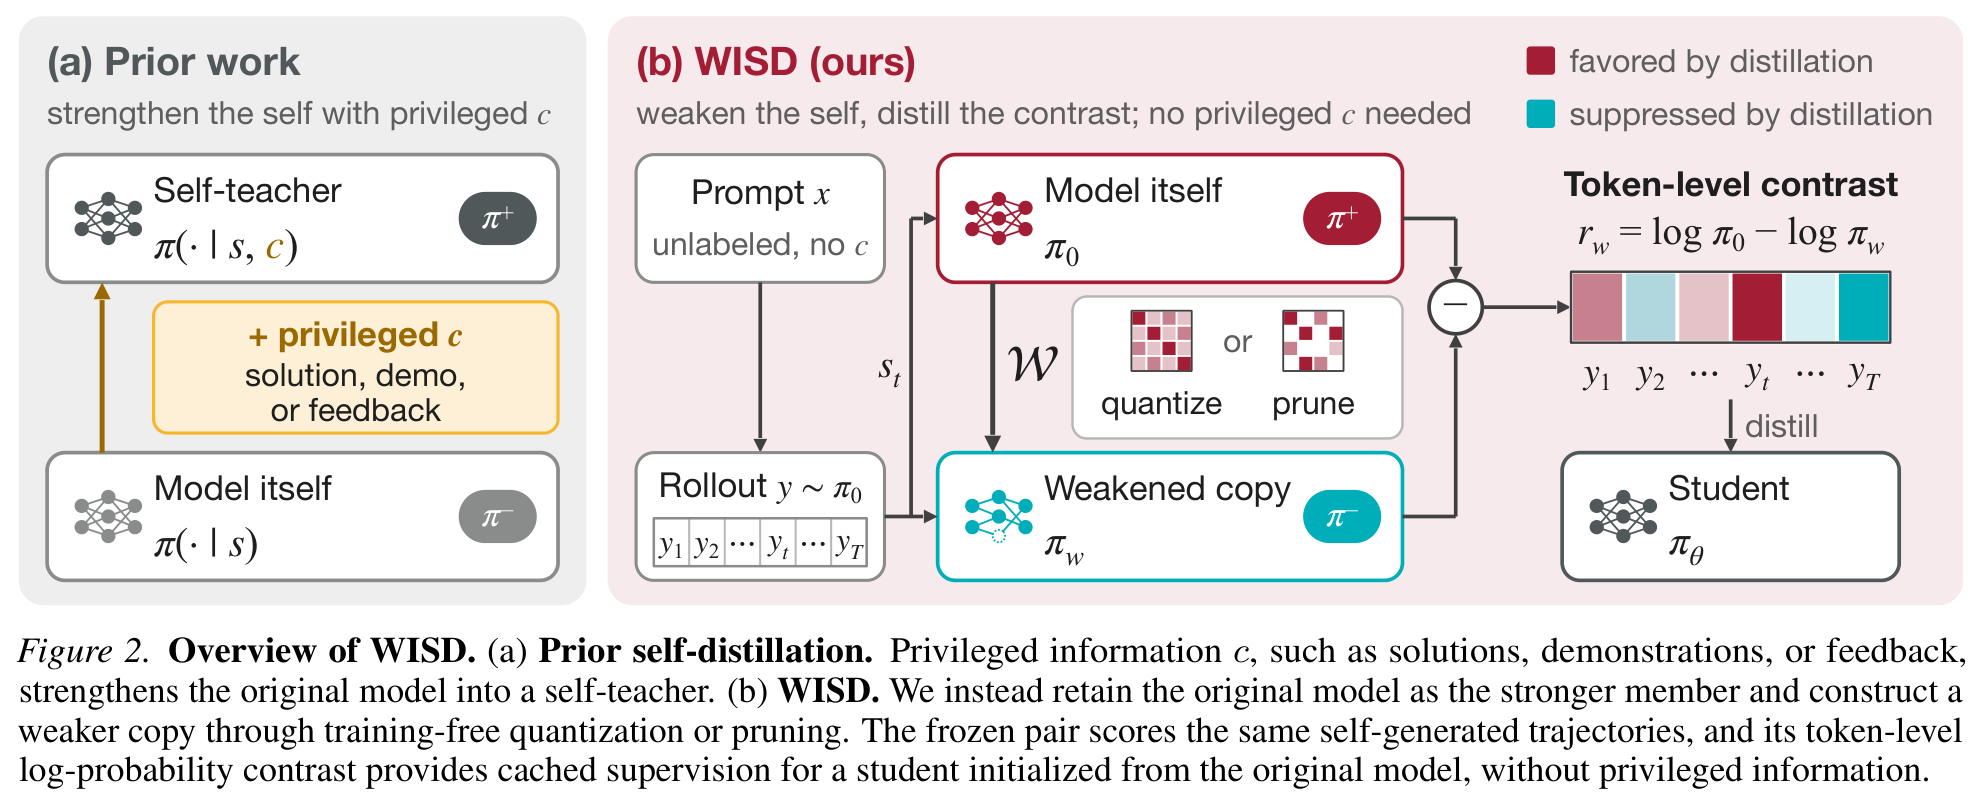 (a) Prior work
strengthen the self with privileged c
Self-teacher
π⁺
π(· | s, c)
+ privileged c
solution, demo,
or feedback
Model itself
π⁻
π(· | s)
(b) WISD (ours)
weaken the self, distill the contrast; no privileged c needed
favored by distillation
suppressed by distillation
Prompt x
unlabeled, no c
Rollout y ~ π₀
y₁ y₂ ⋯ yₜ ⋯ y_T
sₜ
Model itself
π⁺
π₀
𝒲
quantize
or
prune
Weakened copy
π⁻
π_w
−
Token-level contrast
r_w = log π₀ − log π_w
y₁ y₂ ⋯ yₜ ⋯ y_T
distill
Student
π_θ
Figure 2. Overview of WISD. (a) Prior self-distillation. Privileged information c, such as solutions, demonstrations, or feedback,
strengthens the original model into a self-teacher. (b) WISD. We instead retain the original model as the stronger member and construct a
weaker copy through training-free quantization or pruning. The frozen pair scores the same self-generated trajectories, and its token-level
log-probability contrast provides cached supervision for a student initialized from the original model, without privileged information.